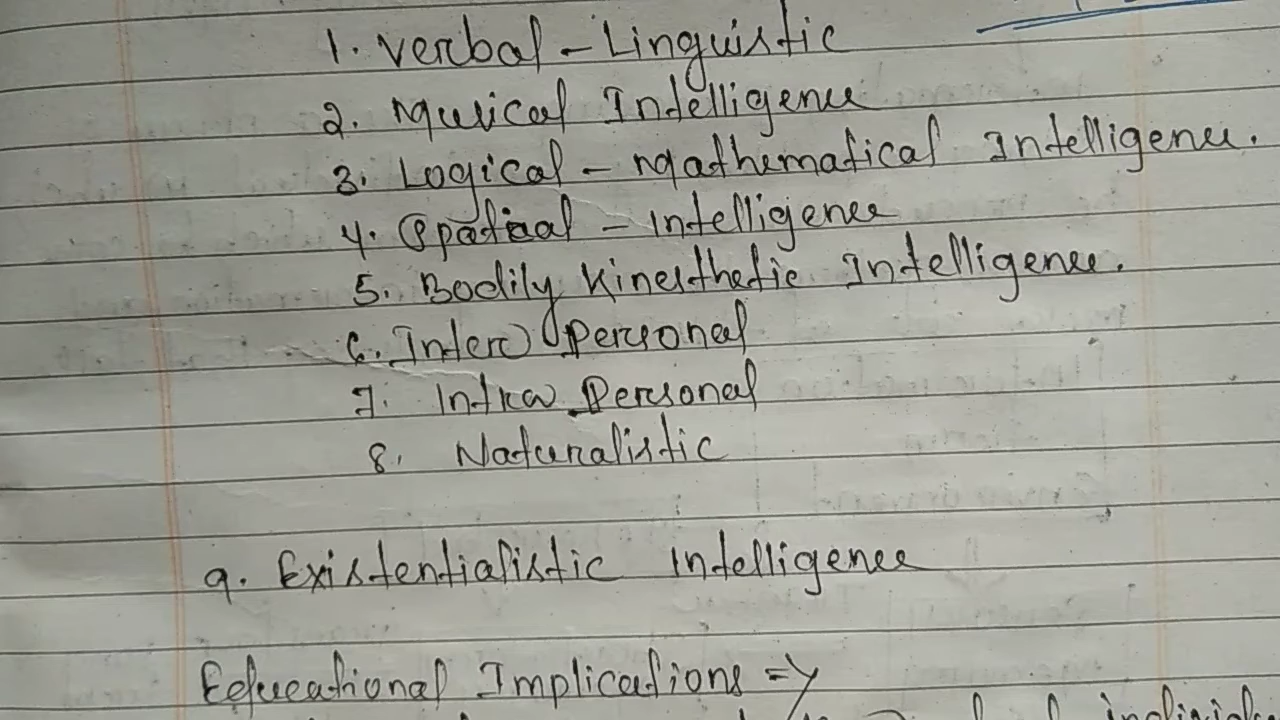 1. Verbal - Linguistic
2. Musical Intelligence
3. Logical - Mathematical Intelligence.
4. Spatial - Intelligence
5. Bodily Kinesthetic Intelligence.
6. Inter Personal
7. Intra Personal
8. Naturalistic
9. Existentialistic Intelligence
Educational Implications =>